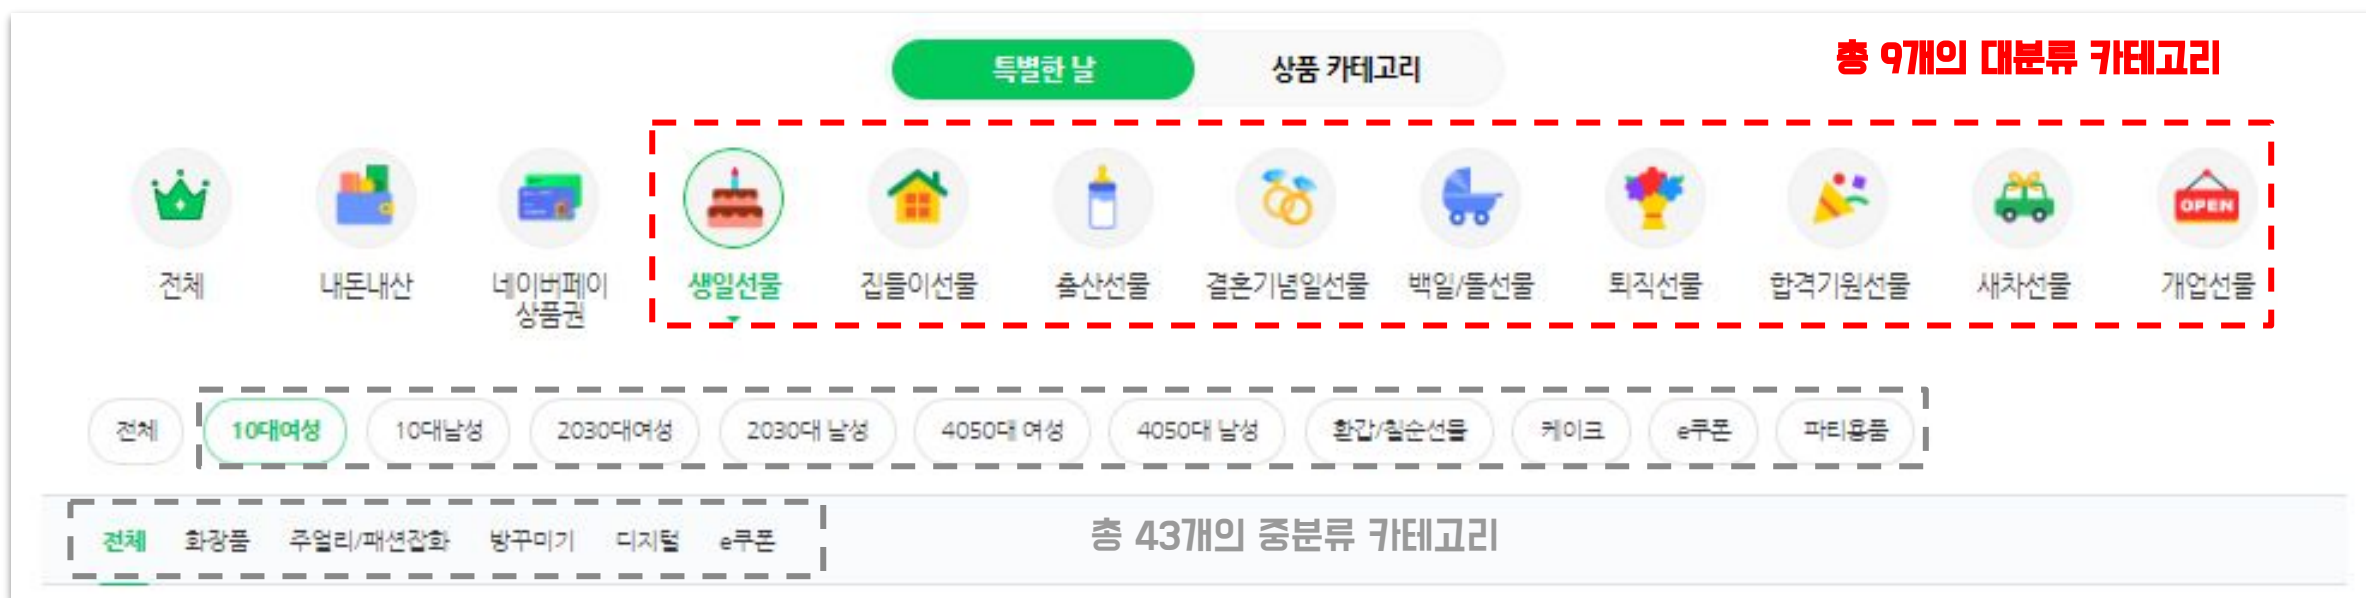 특별한 날 상품 카테고리 총 9개의 대분류 카테고리
OPEN
전체 내돈내산 네이버페이 상품권 생일선물 집들이선물 출산선물 결혼기념일선물 백일/돌선물 퇴직선물 합격기원선물 새차선물 개업선물
전체 10대여성 10대남성 2030대여성 2030대 남성 4050대 여성 4050대 남성 환갑/칠순선물 케이크 e쿠폰 파티용품
전체 화장품 주얼리/패션잡화 방꾸미기 디지털 e쿠폰 총 43개의 중분류 카테고리